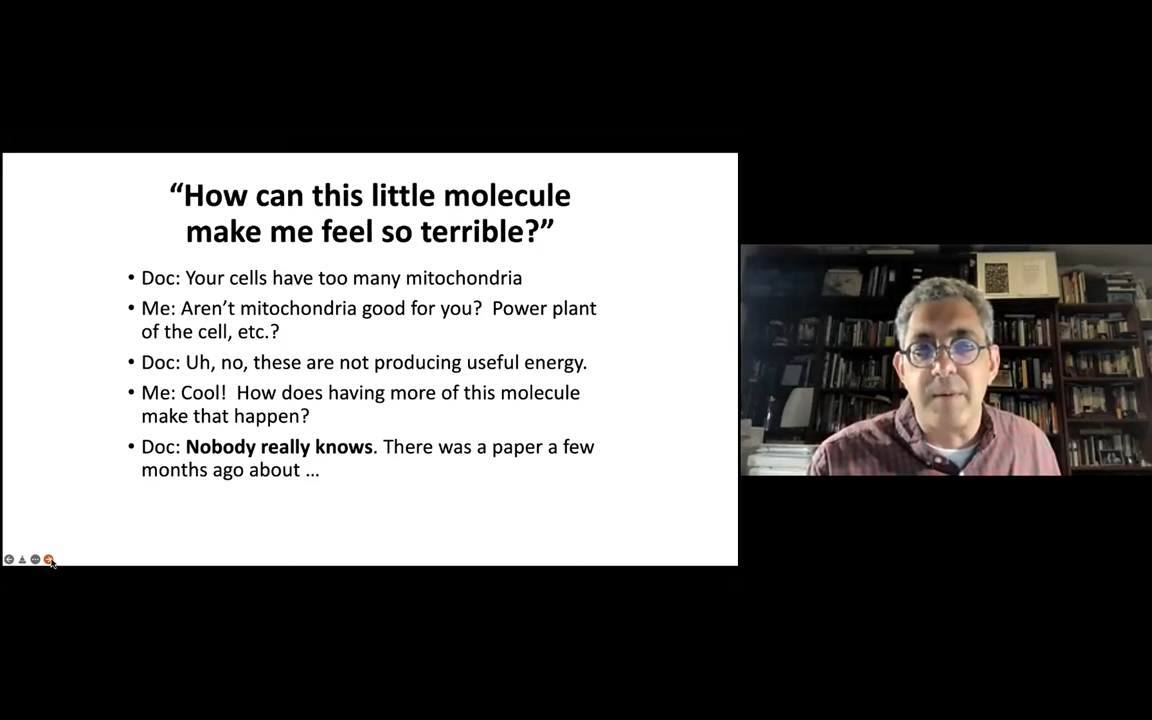 “How can this little molecule
make me feel so terrible?”
• Doc: Your cells have too many mitochondria
• Me: Aren’t mitochondria good for you?  Power plant
of the cell, etc.?
• Doc: Uh, no, these are not producing useful energy.
• Me: Cool!  How does having more of this molecule
make that happen?
• Doc: Nobody really knows. There was a paper a few
months ago about ...